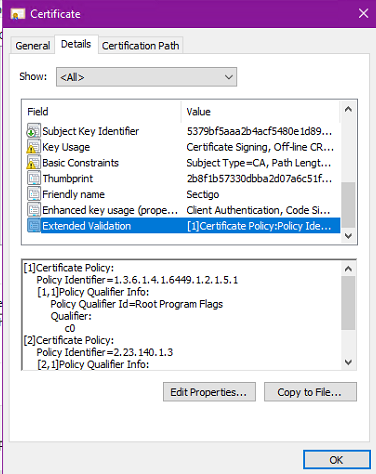 Certificate
General
Details
Certification Path
Show:
<All>
Field Value
Subject Key Identifier 5379bf5aaa2b4acf5480e1d89...
Key Usage Certificate Signing, Off-line CR...
Basic Constraints Subject Type=CA, Path Lengt...
Thumbprint 2b8f1b57330dbba2d07a6c51f...
Friendly name Sectigo
Enhanced key usage (prope... Client Authentication, Code Si...
Extended Validation [1]Certificate Policy:Policy Ide...
[1]Certificate Policy:
Policy Identifier=1.3.6.1.4.1.6449.1.2.1.5.1
[1,1]Policy Qualifier Info:
Policy Qualifier Id=Root Program Flags
Qualifier:
c0
[2]Certificate Policy:
Policy Identifier=2.23.140.1.3
[2,1]Policy Qualifier Info:
Edit Properties...
Copy to File...
OK